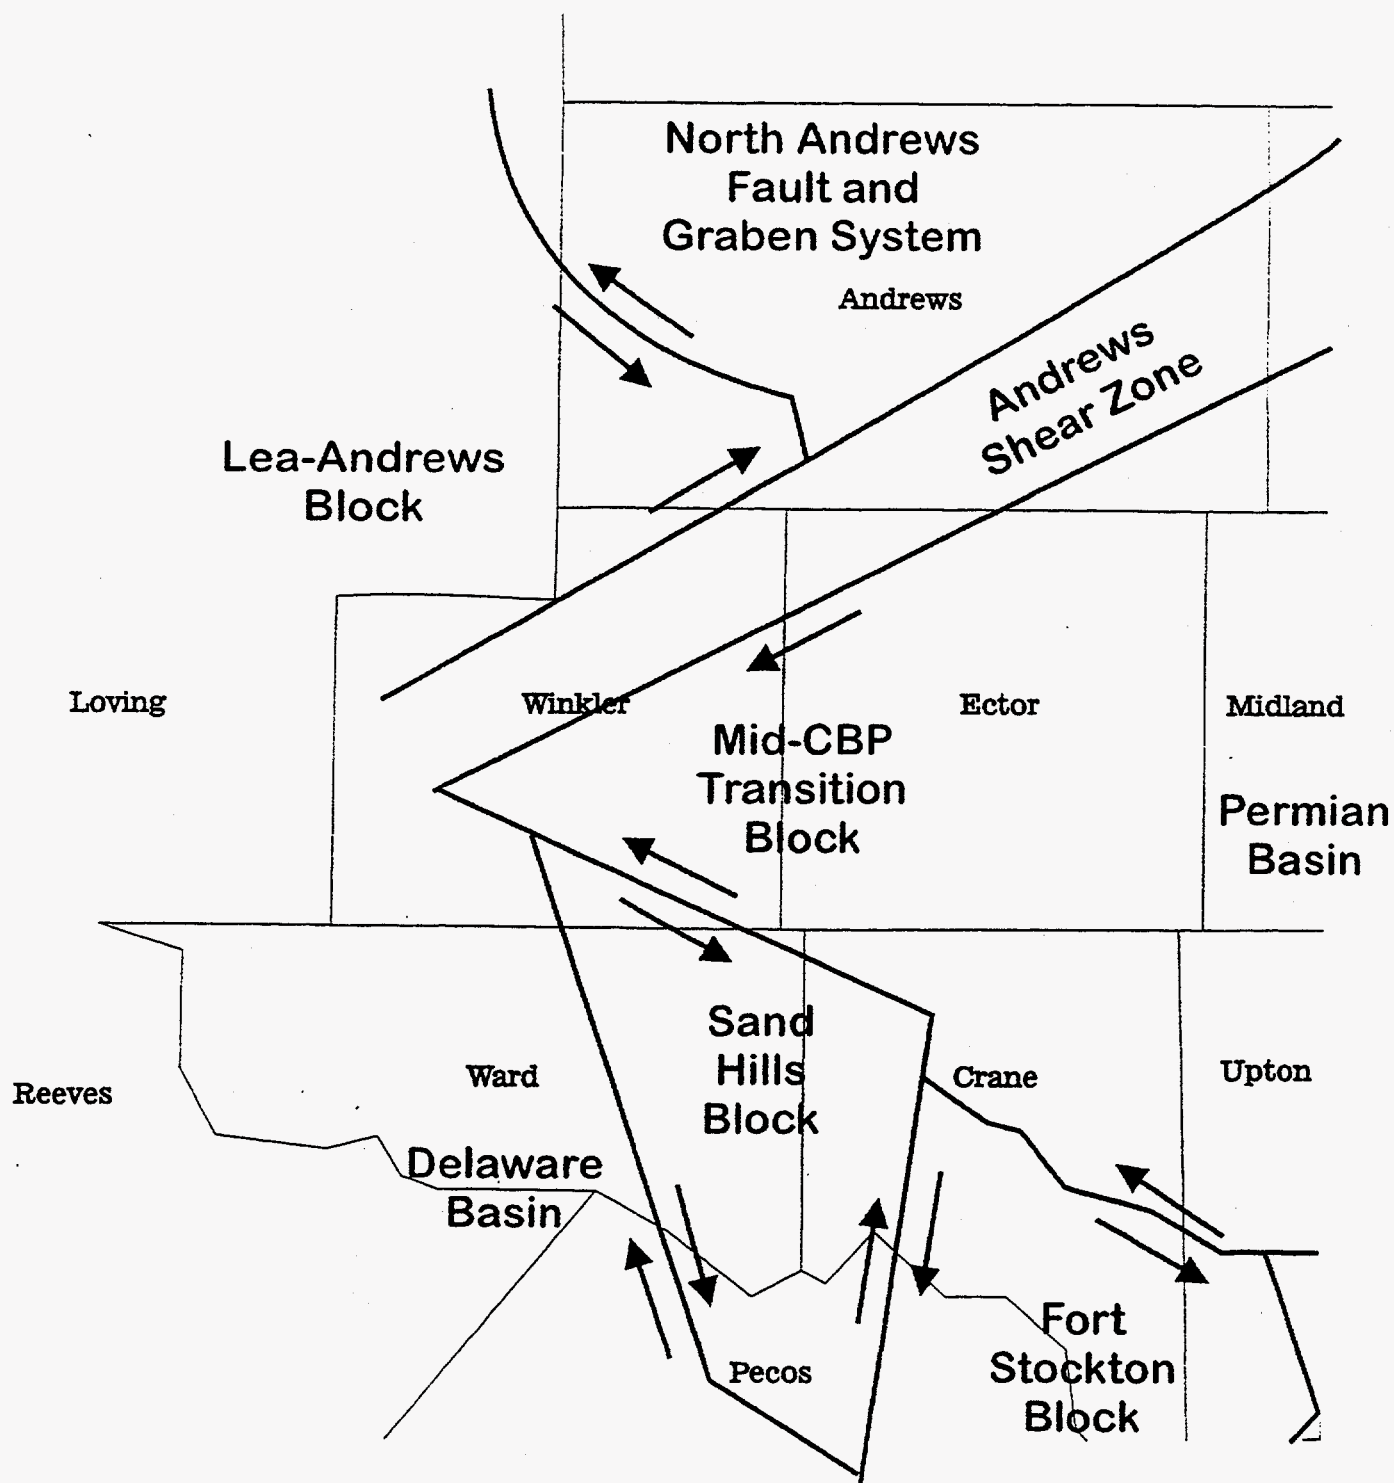 North Andrews
Fault and
Graben System
Andrews
Andrews
Shear Zone
Lea-Andrews
Block
Loving
Winkler
Ector
Midland
Mid-CBP
Transition
Block
Permian
Basin
Sand
Hills
Block
Reeves
Ward
Crane
Upton
Delaware
Basin
Pecos
Fort
Stockton
Block